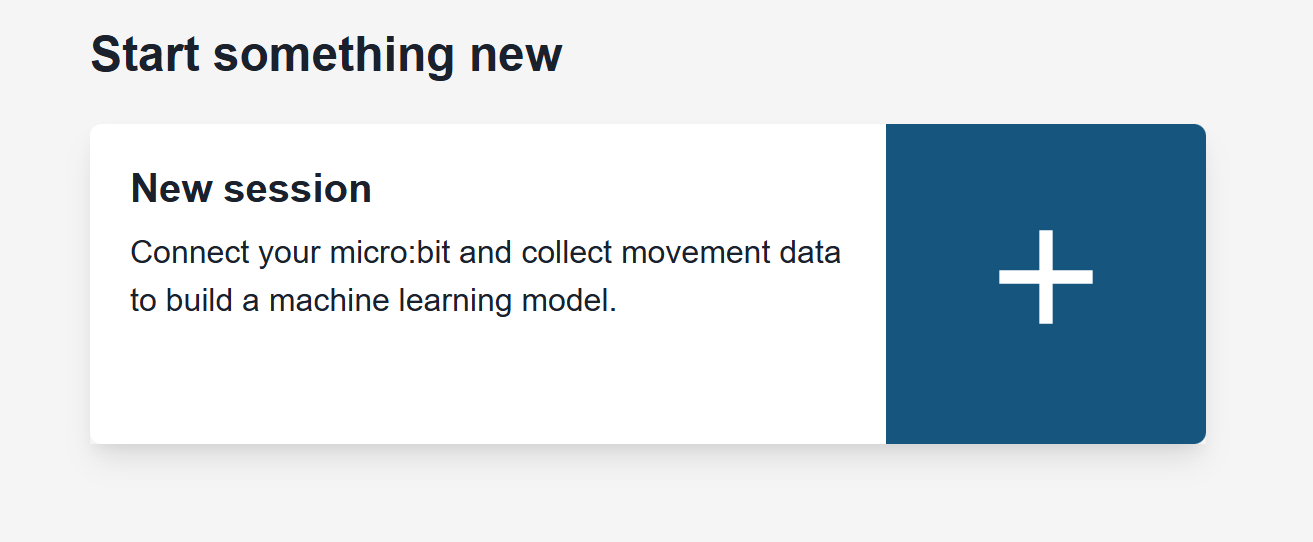 Start something new
New session
Connect your micro:bit and collect movement data
to build a machine learning model.